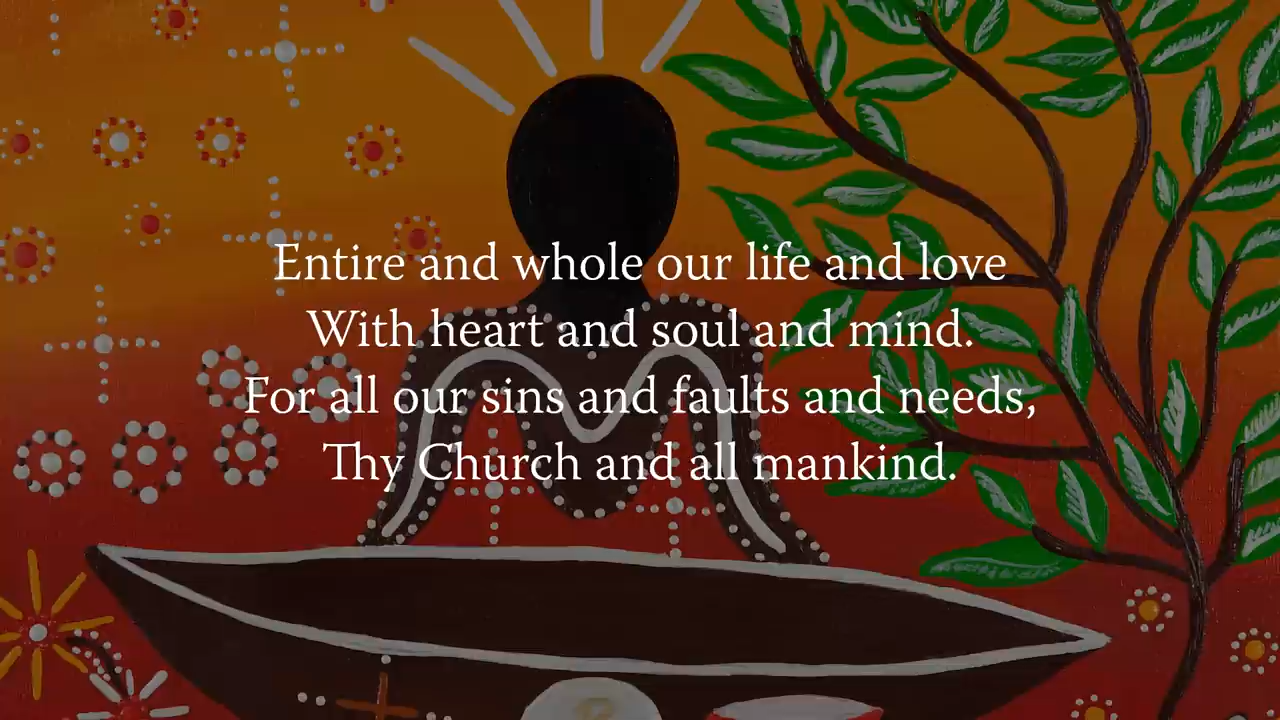 Entire and whole our life and love
With heart and soul and mind.
For all our sins and faults and needs,
Thy Church and all mankind.